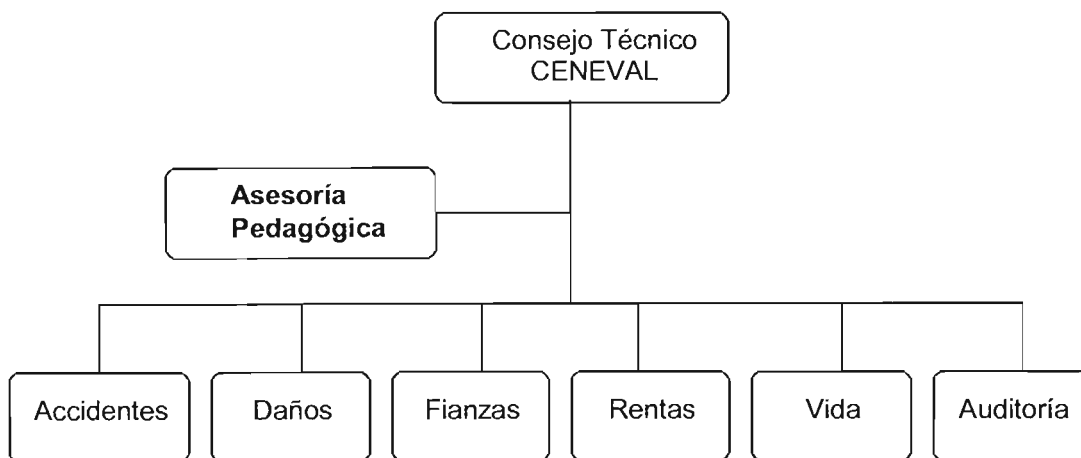 Consejo Técnico
CENEVAL
Asesoría
Pedagógica
Accidentes
Daños
Fianzas
Rentas
Vida
Auditoría